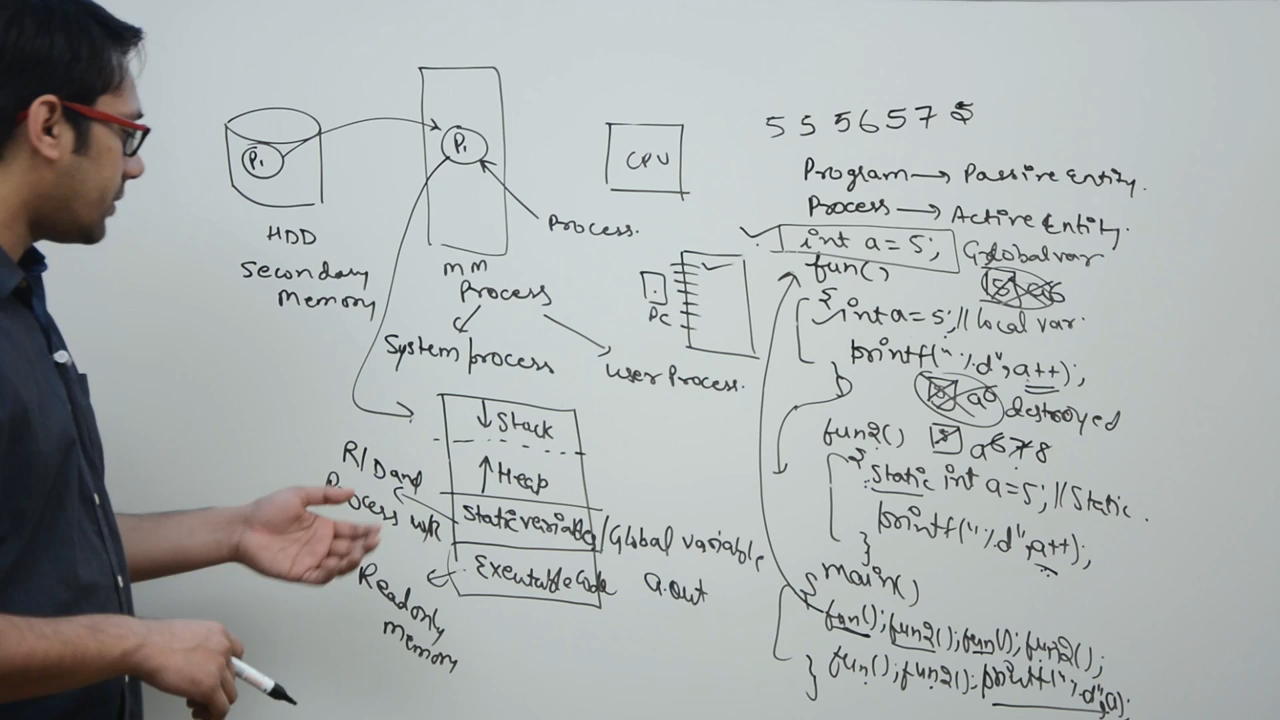 P1
HDD
Secondary
Memory
P1
MM
Process.
CPU
Process
System process
User Process.
PC
↓ Stack
↑ Heap
Static variable / Global variable
Executable Code a.out
R/D and
Process w/R
Read only
Memory
5 5 5 6 5 7 5
Program → Passive Entity.
Process → Active Entity.
int a = 5; Global var
fun()
{ int a = 5; // local var.
printf("%d", a++);
} destroyed
fun2() 5 a 6 7 8
{ Static int a = 5; // Static.
printf("%d", a++);
}
main()
{ fun(); fun2(); fun(); fun2();
} fun(); fun2(); printf("%d", a);